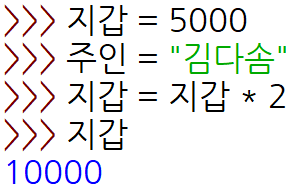 >>> 지갑 = 5000
>>> 주인 = "김다솜"
>>> 지갑 = 지갑 * 2
>>> 지갑
10000